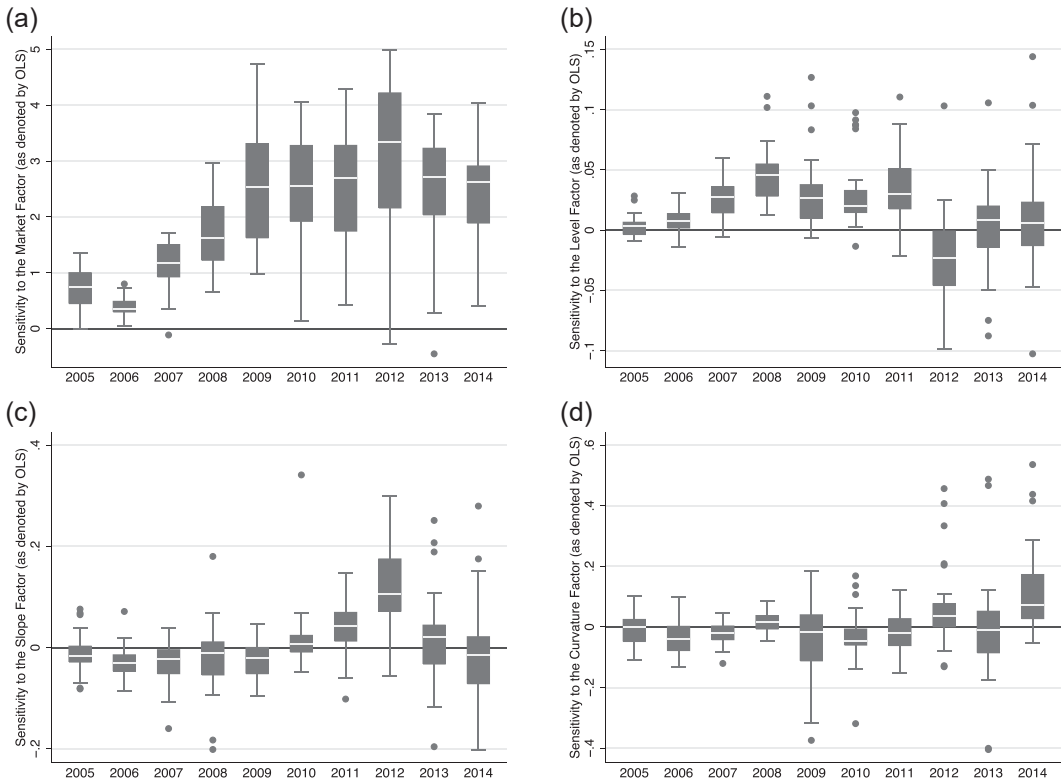 (a)
Sensitivity to the Market Factor (as denoted by OLS)
5
4
3
2
1
0
2005 2006 2007 2008 2009 2010 2011 2012 2013 2014
(b)
Sensitivity to the Level Factor (as denoted by OLS)
.15
.1
.05
0
-.05
-.1
2005 2006 2007 2008 2009 2010 2011 2012 2013 2014
(c)
Sensitivity to the Slope Factor (as denoted by OLS)
.4
.2
0
-.2
2005 2006 2007 2008 2009 2010 2011 2012 2013 2014
(d)
Sensitivity to the Curvature Factor (as denoted by OLS)
.6
.4
.2
0
-.2
-.4
2005 2006 2007 2008 2009 2010 2011 2012 2013 2014